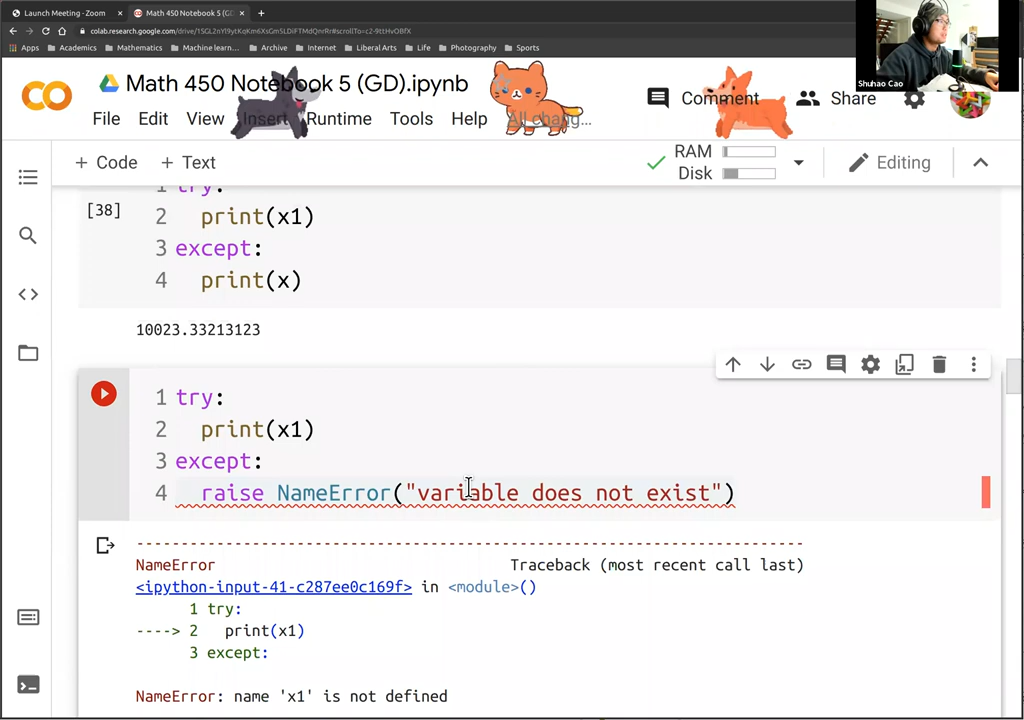 Launch Meeting - Zoom
Math 450 Notebook 5 (GD).ipynb
colab.research.google.com/drive/
Apps Academics Mathematics Machine learn... Archive Internet Liberal Arts Life Photography Sports
Shuhao Cao
Math 450 Notebook 5 (GD).ipynb
Comment Share
File Edit View Insert Runtime Tools Help All chang...
+ Code + Text
RAM
Disk
Editing
1 try:
[38]
2 print(x1)
3 except:
4 print(x)
10023.33213123
1 try:
2 print(x1)
3 except:
4 raise NameError("variable does not exist")
--------------------------------------------------------------------------
NameError Traceback (most recent call last)
<ipython-input-41-c287ee0c169f> in <module>()
1 try:
----> 2 print(x1)
3 except:
NameError: name 'x1' is not defined